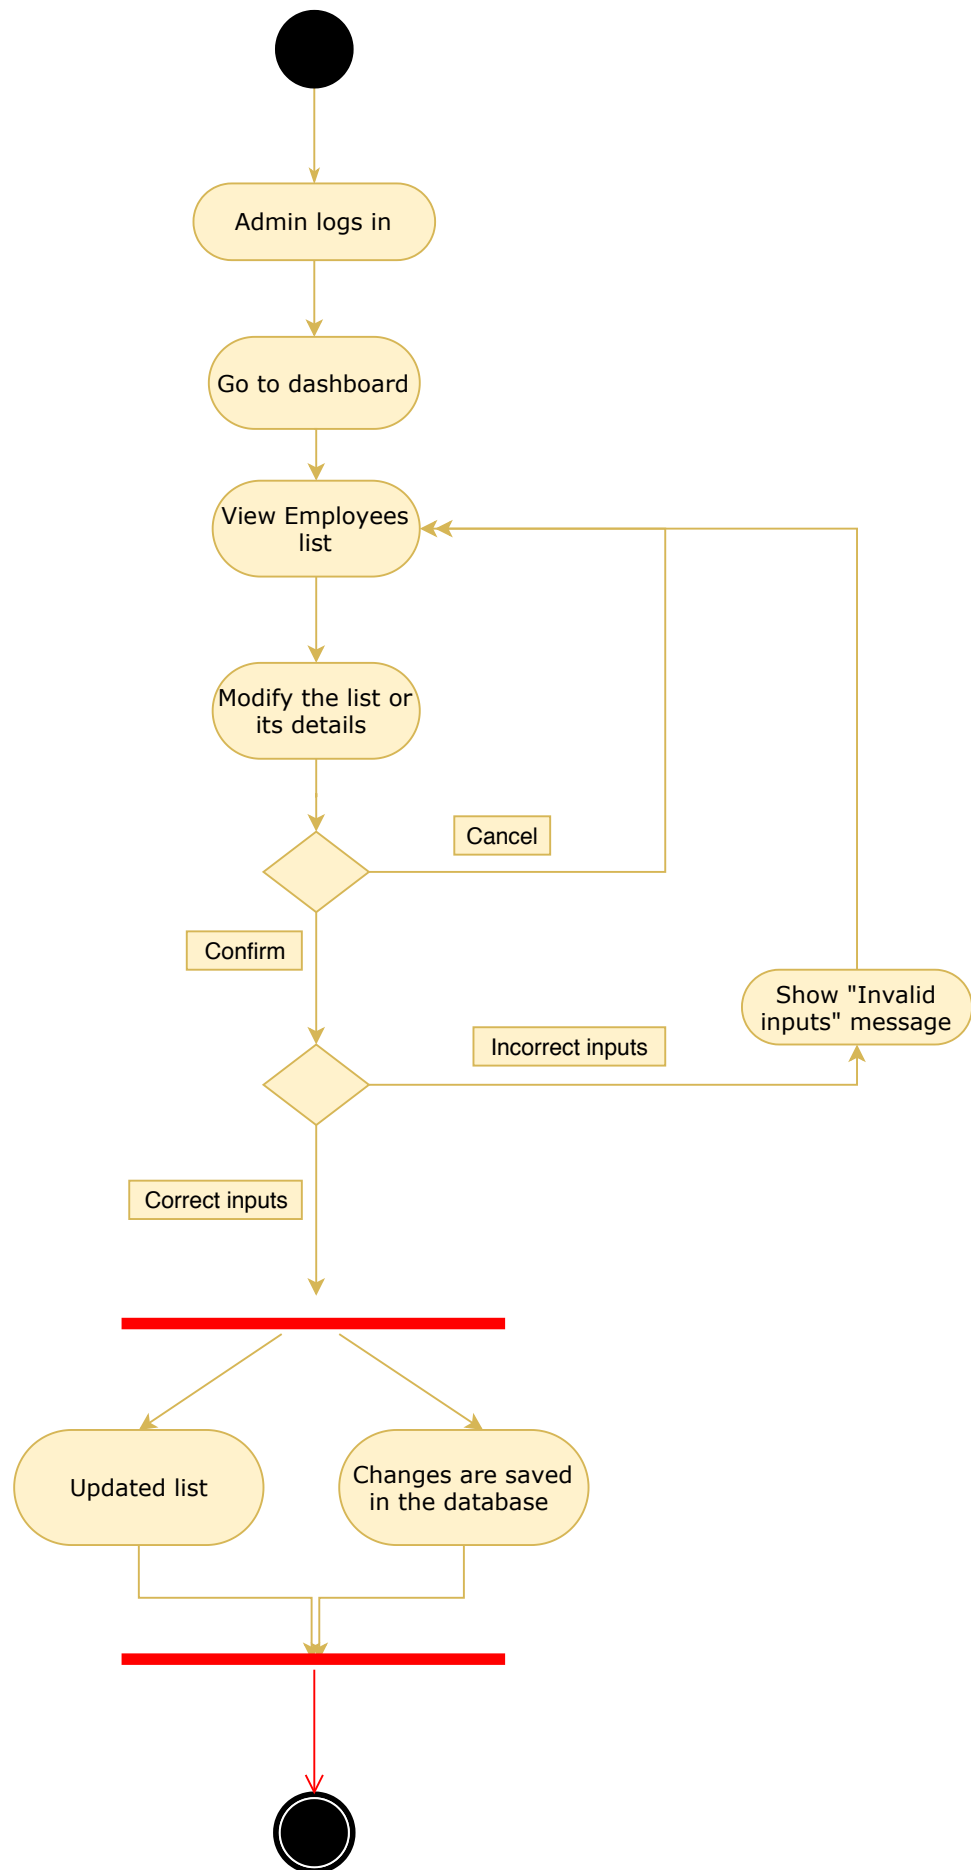 Admin logs in
Go to dashboard
View Employees
list
Modify the list or
its details
Cancel
Confirm
Show "Invalid
inputs" message
Incorrect inputs
Correct inputs
Updated list
Changes are saved
in the database